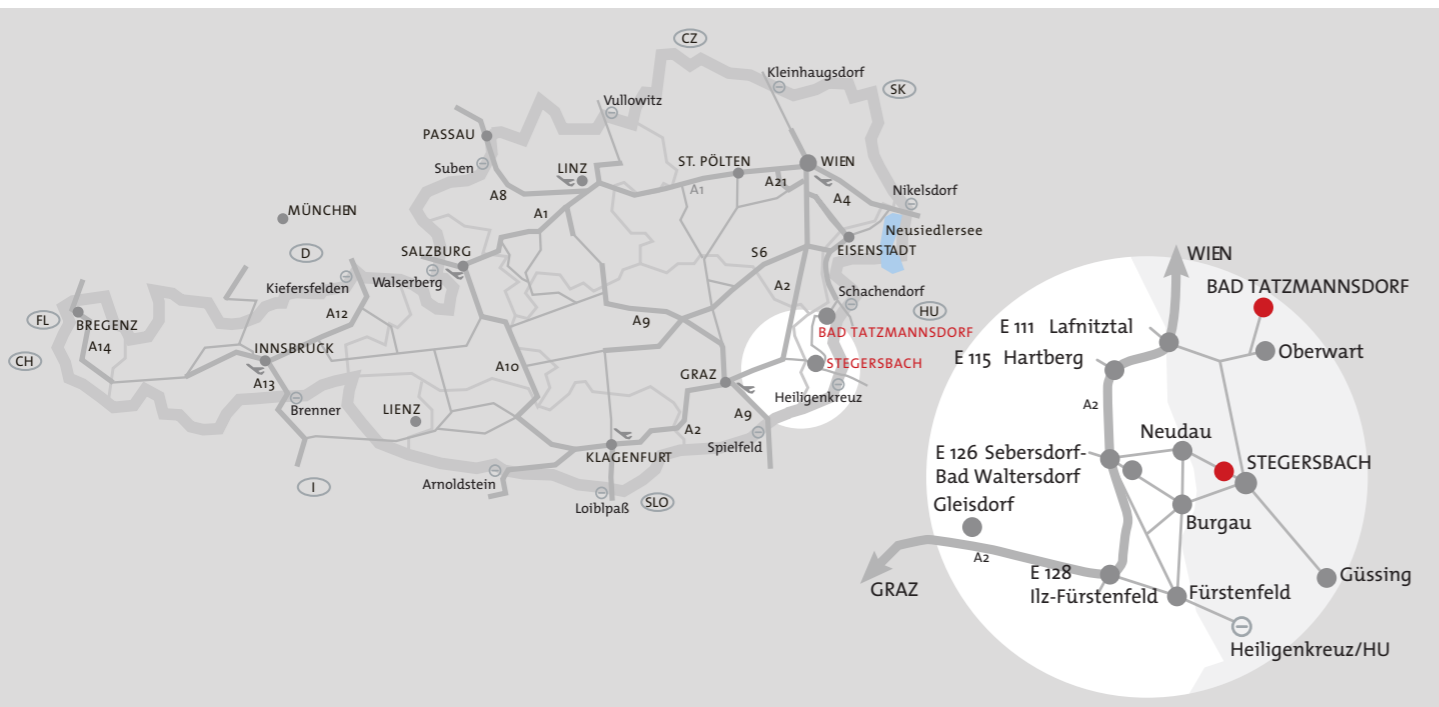 CZ
Kleinhaugsdorf
SK
Vullowitz
PASSAU
Suben
LINZ
ST. PÖLTEN
WIEN
A21
A1
A8
A4
Nikelsdorf
MÜNCHEN
A1
Neusiedlersee
EISENSTADT
D
SALZBURG
S6
Kiefersfelden
Walserberg
A2
Schachendorf
FL
BREGENZ
A12
A9
HU
BAD TATZMANNSDORF
CH
A14
INNSBRUCK
A10
STEGERSBACH
A13
GRAZ
Heiligenkreuz
Brenner
LIENZ
A9
A2
Spielfeld
KLAGENFURT
I
Arnoldstein
Loiblpaß
SLO
WIEN
BAD TATZMANNSDORF
E 111 Lafnitztal
Oberwart
E 115 Hartberg
A2
Neudau
E 126 Sebersdorf-
Bad Waltersdorf
STEGERSBACH
Gleisdorf
Burgau
A2
E 128
Ilz-Fürstenfeld
GRAZ
Fürstenfeld
Güssing
Heiligenkreuz/HU